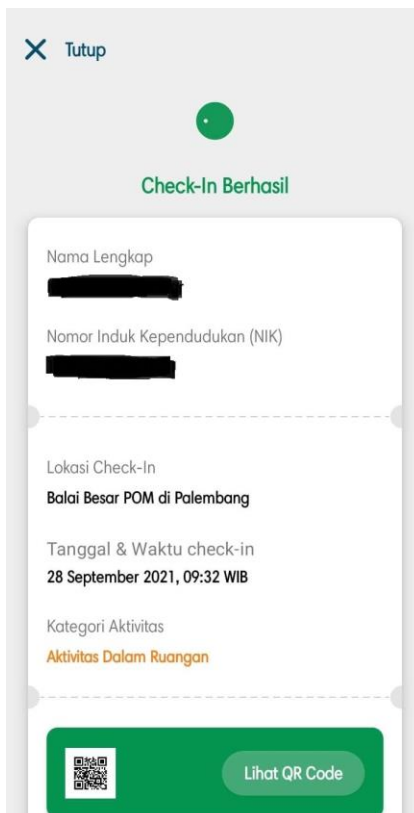 Tutup
Check-In Berhasil
Nama Lengkap
Nomor Induk Kependudukan (NIK)
Lokasi Check-In
Balai Besar POM di Palembang
Tanggal & Waktu check-in
28 September 2021, 09:32 WIB
Kategori Aktivitas
Aktivitas Dalam Ruangan
Lihat QR Code